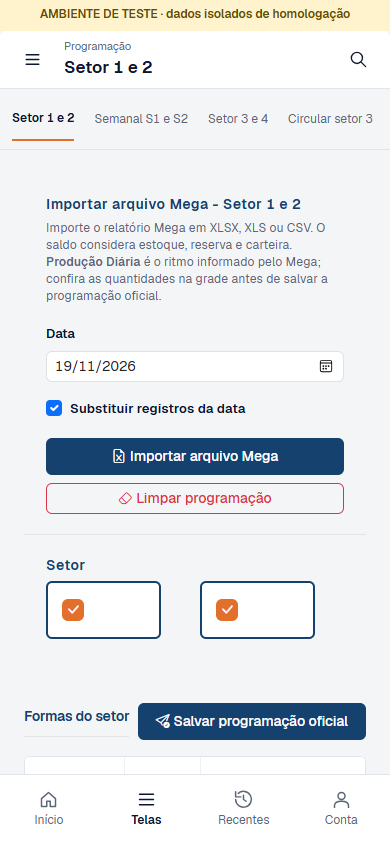 AMBIENTE DE TESTE · dados isolados de homologação
Programação
Setor 1 e 2
Setor 1 e 2
Semanal S1 e S2
Setor 3 e 4
Circular setor 3
Importar arquivo Mega - Setor 1 e 2
Importe o relatório Mega em XLSX, XLS ou CSV. O
saldo considera estoque, reserva e carteira.
Produção Diária é o ritmo informado pelo Mega;
confira as quantidades na grade antes de salvar a
programação oficial.
Data
19/11/2026
Substituir registros da data
Importar arquivo Mega
Limpar programação
Setor
Formas do setor
Salvar programação oficial
Início
Telas
Recentes
Conta